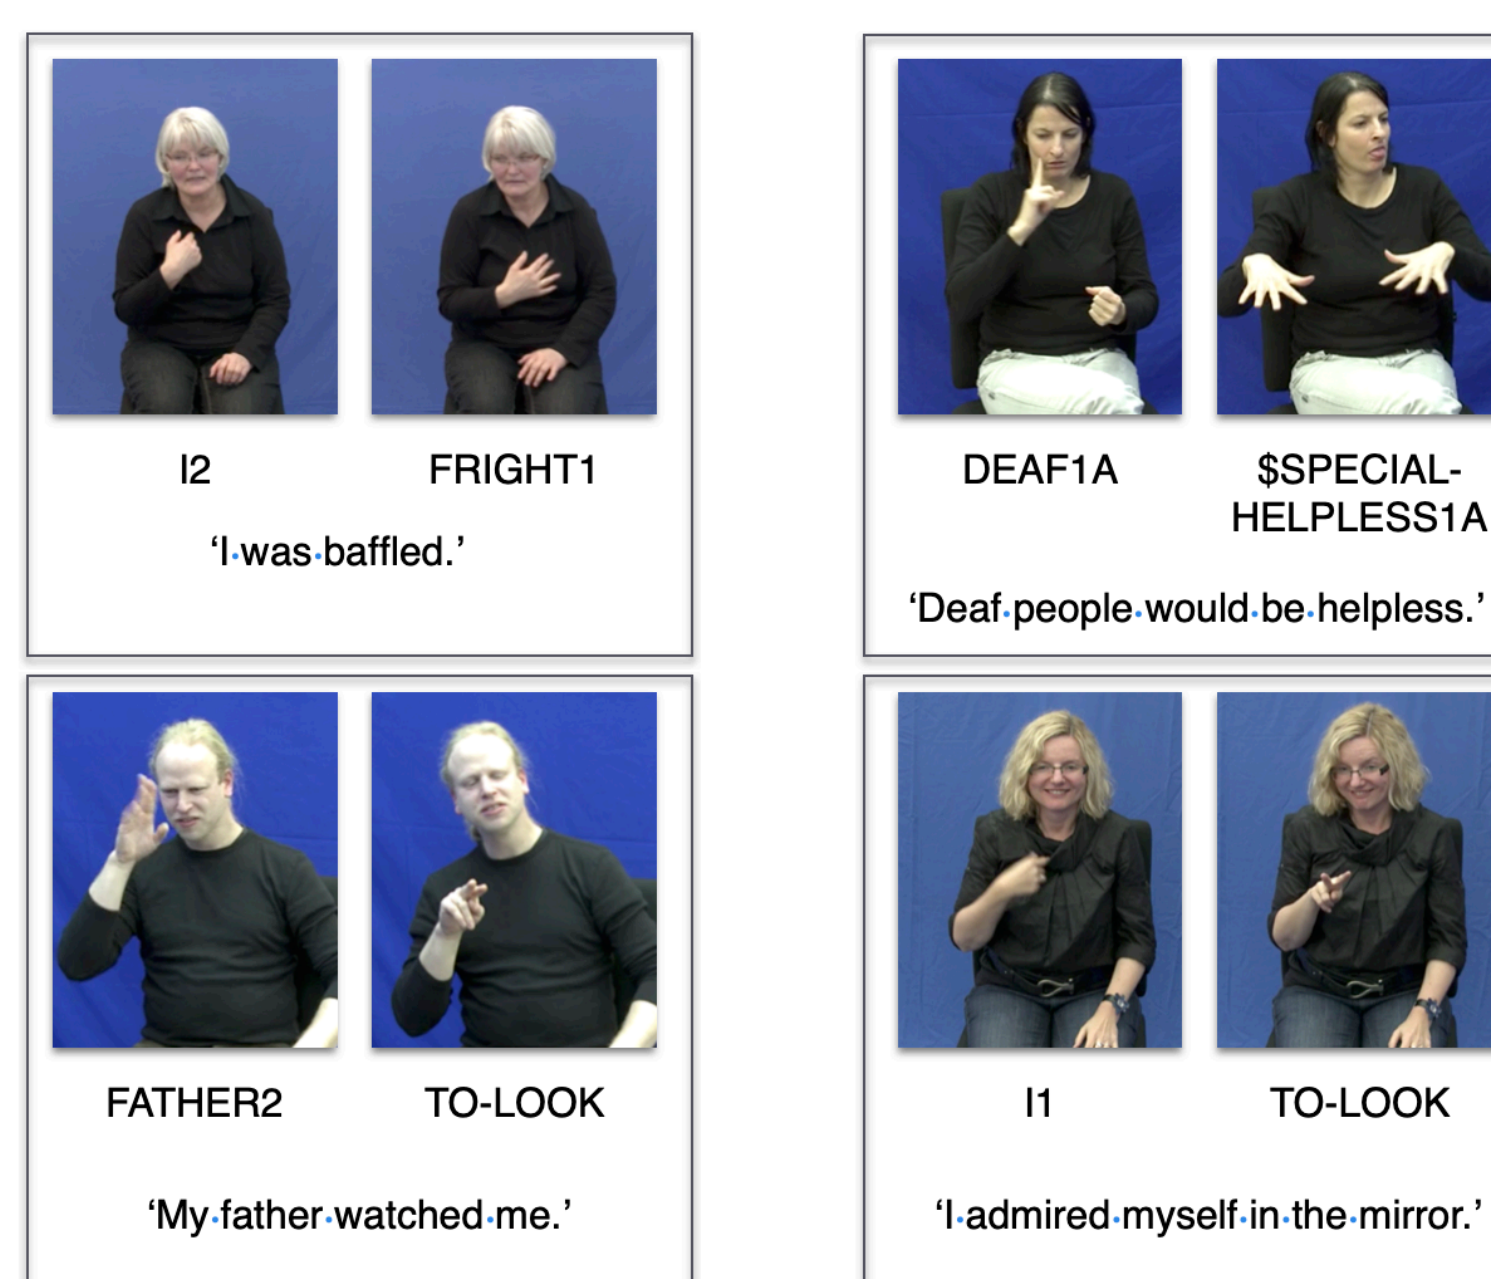 I2 FRIGHT1
‘I·was·baffled.’
DEAF1A $SPECIAL-
HELPLESS1A
‘Deaf·people·would·be·helpless.’
FATHER2 TO-LOOK
‘My·father·watched·me.’
I1 TO-LOOK
‘I·admired·myself·in·the·mirror.’